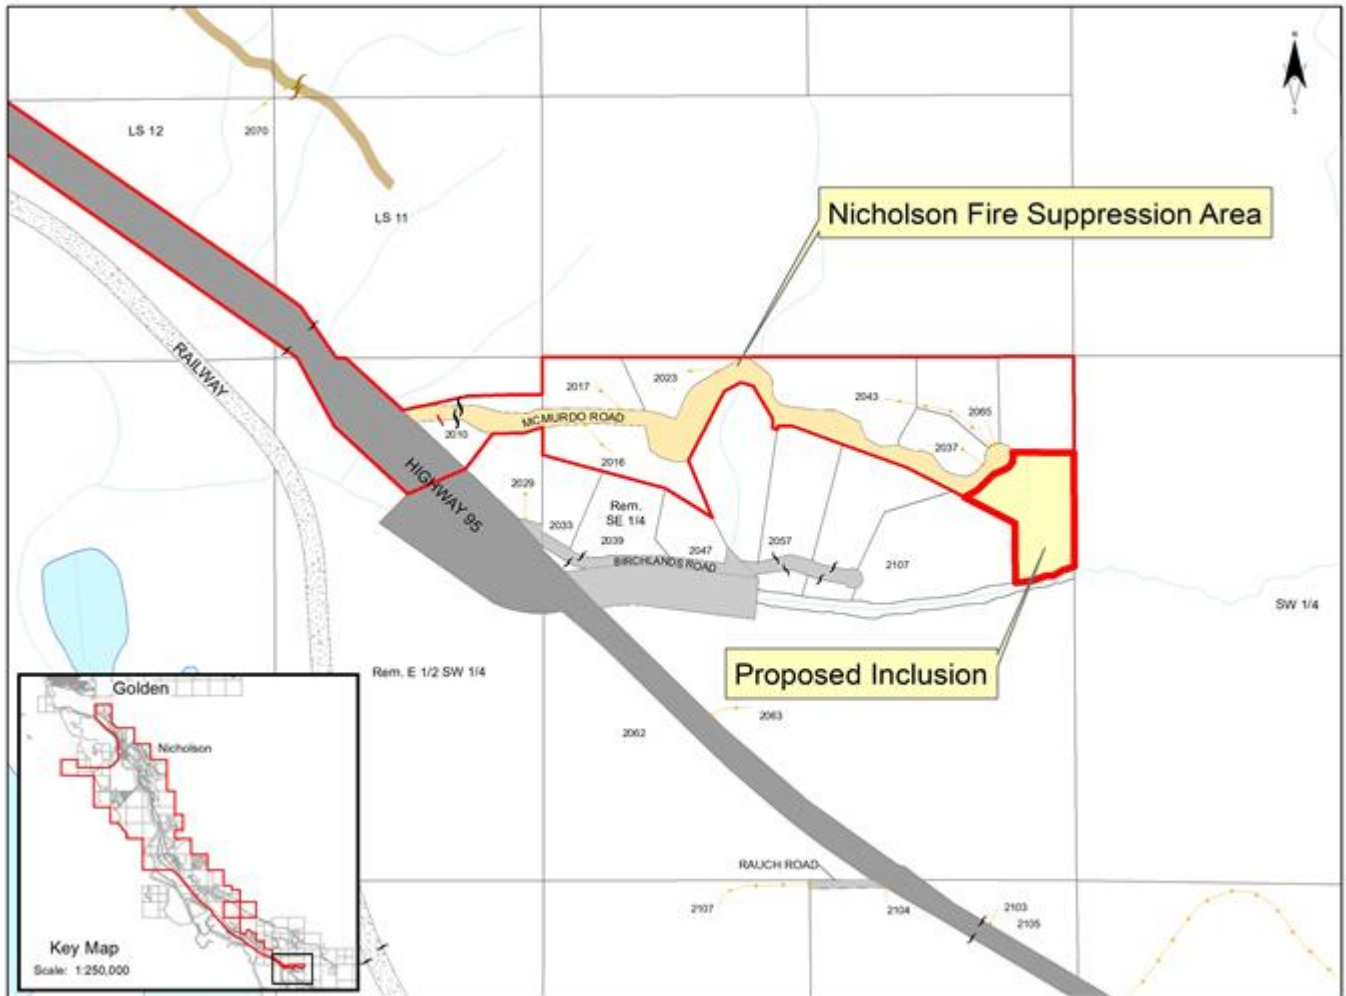 N
S
LS 12
2070
LS 11
Nicholson Fire Suppression Area
RAILWAY
2023
2017
2043
2065
MCMURDO ROAD
2010
2037
2016
HIGHWAY 95
2029
Rem.
SE 1/4
2033
2039
2047
2057
BIRCHLANDS ROAD
2107
SW 1/4
Rem. E 1/2 SW 1/4
Proposed Inclusion
Golden
2063
2062
Nicholson
RAUCH ROAD
2107
2104
2103
2105
Key Map
Scale: 1:250,000